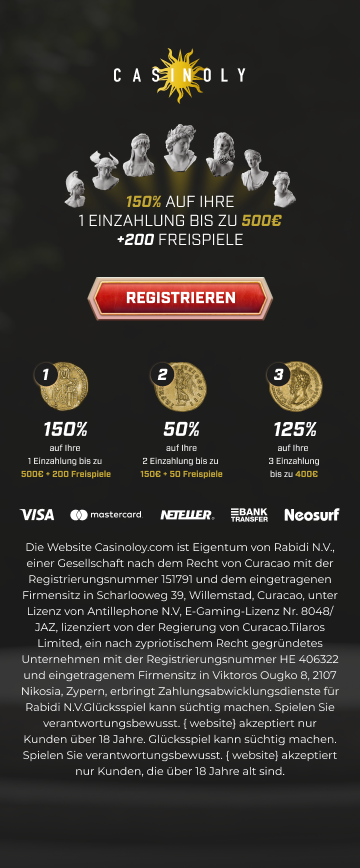 CASINOLY
150% AUF IHRE
1 EINZAHLUNG BIS ZU 500€
+200 FREISPIELE
REGISTRIEREN
1 2 3
150% 50% 125%
auf Ihre auf Ihre auf Ihre
1 Einzahlung bis zu 2 Einzahlung bis zu 3 Einzahlung
500€ + 200 Freispiele 150€ + 50 Freispiele bis zu 400€
VISA mastercard NETELLER BANK TRANSFER Neosurf
Die Website Casinoly.com ist Eigentum von Rabidi N.V.,
einer Gesellschaft nach dem Recht von Curacao mit der
Registrierungsnummer 151791 und dem eingetragenen
Firmensitz in Scharlooweg 39, Willemstad, Curacao, unter
Lizenz von Antillephone N.V, E-Gaming-Lizenz Nr. 8048/
JAZ, lizenziert von der Regierung von Curacao.Tilaros
Limited, ein nach zypriotischem Recht gegründetes
Unternehmen mit der Registrierungsnummer HE 406322
und eingetragenem Firmensitz in Viktoros Ougko 8, 2107
Nikosia, Zypern, erbringt Zahlungsabwicklungsdienste für
Rabidi N.V.Glücksspiel kann süchtig machen. Spielen Sie
verantwortungsbewusst. { website} akzeptiert nur
Kunden über 18 Jahre. Glücksspiel kann süchtig machen.
Spielen Sie verantwortungsbewusst. { website} akzeptiert
nur Kunden, die über 18 Jahre alt sind.